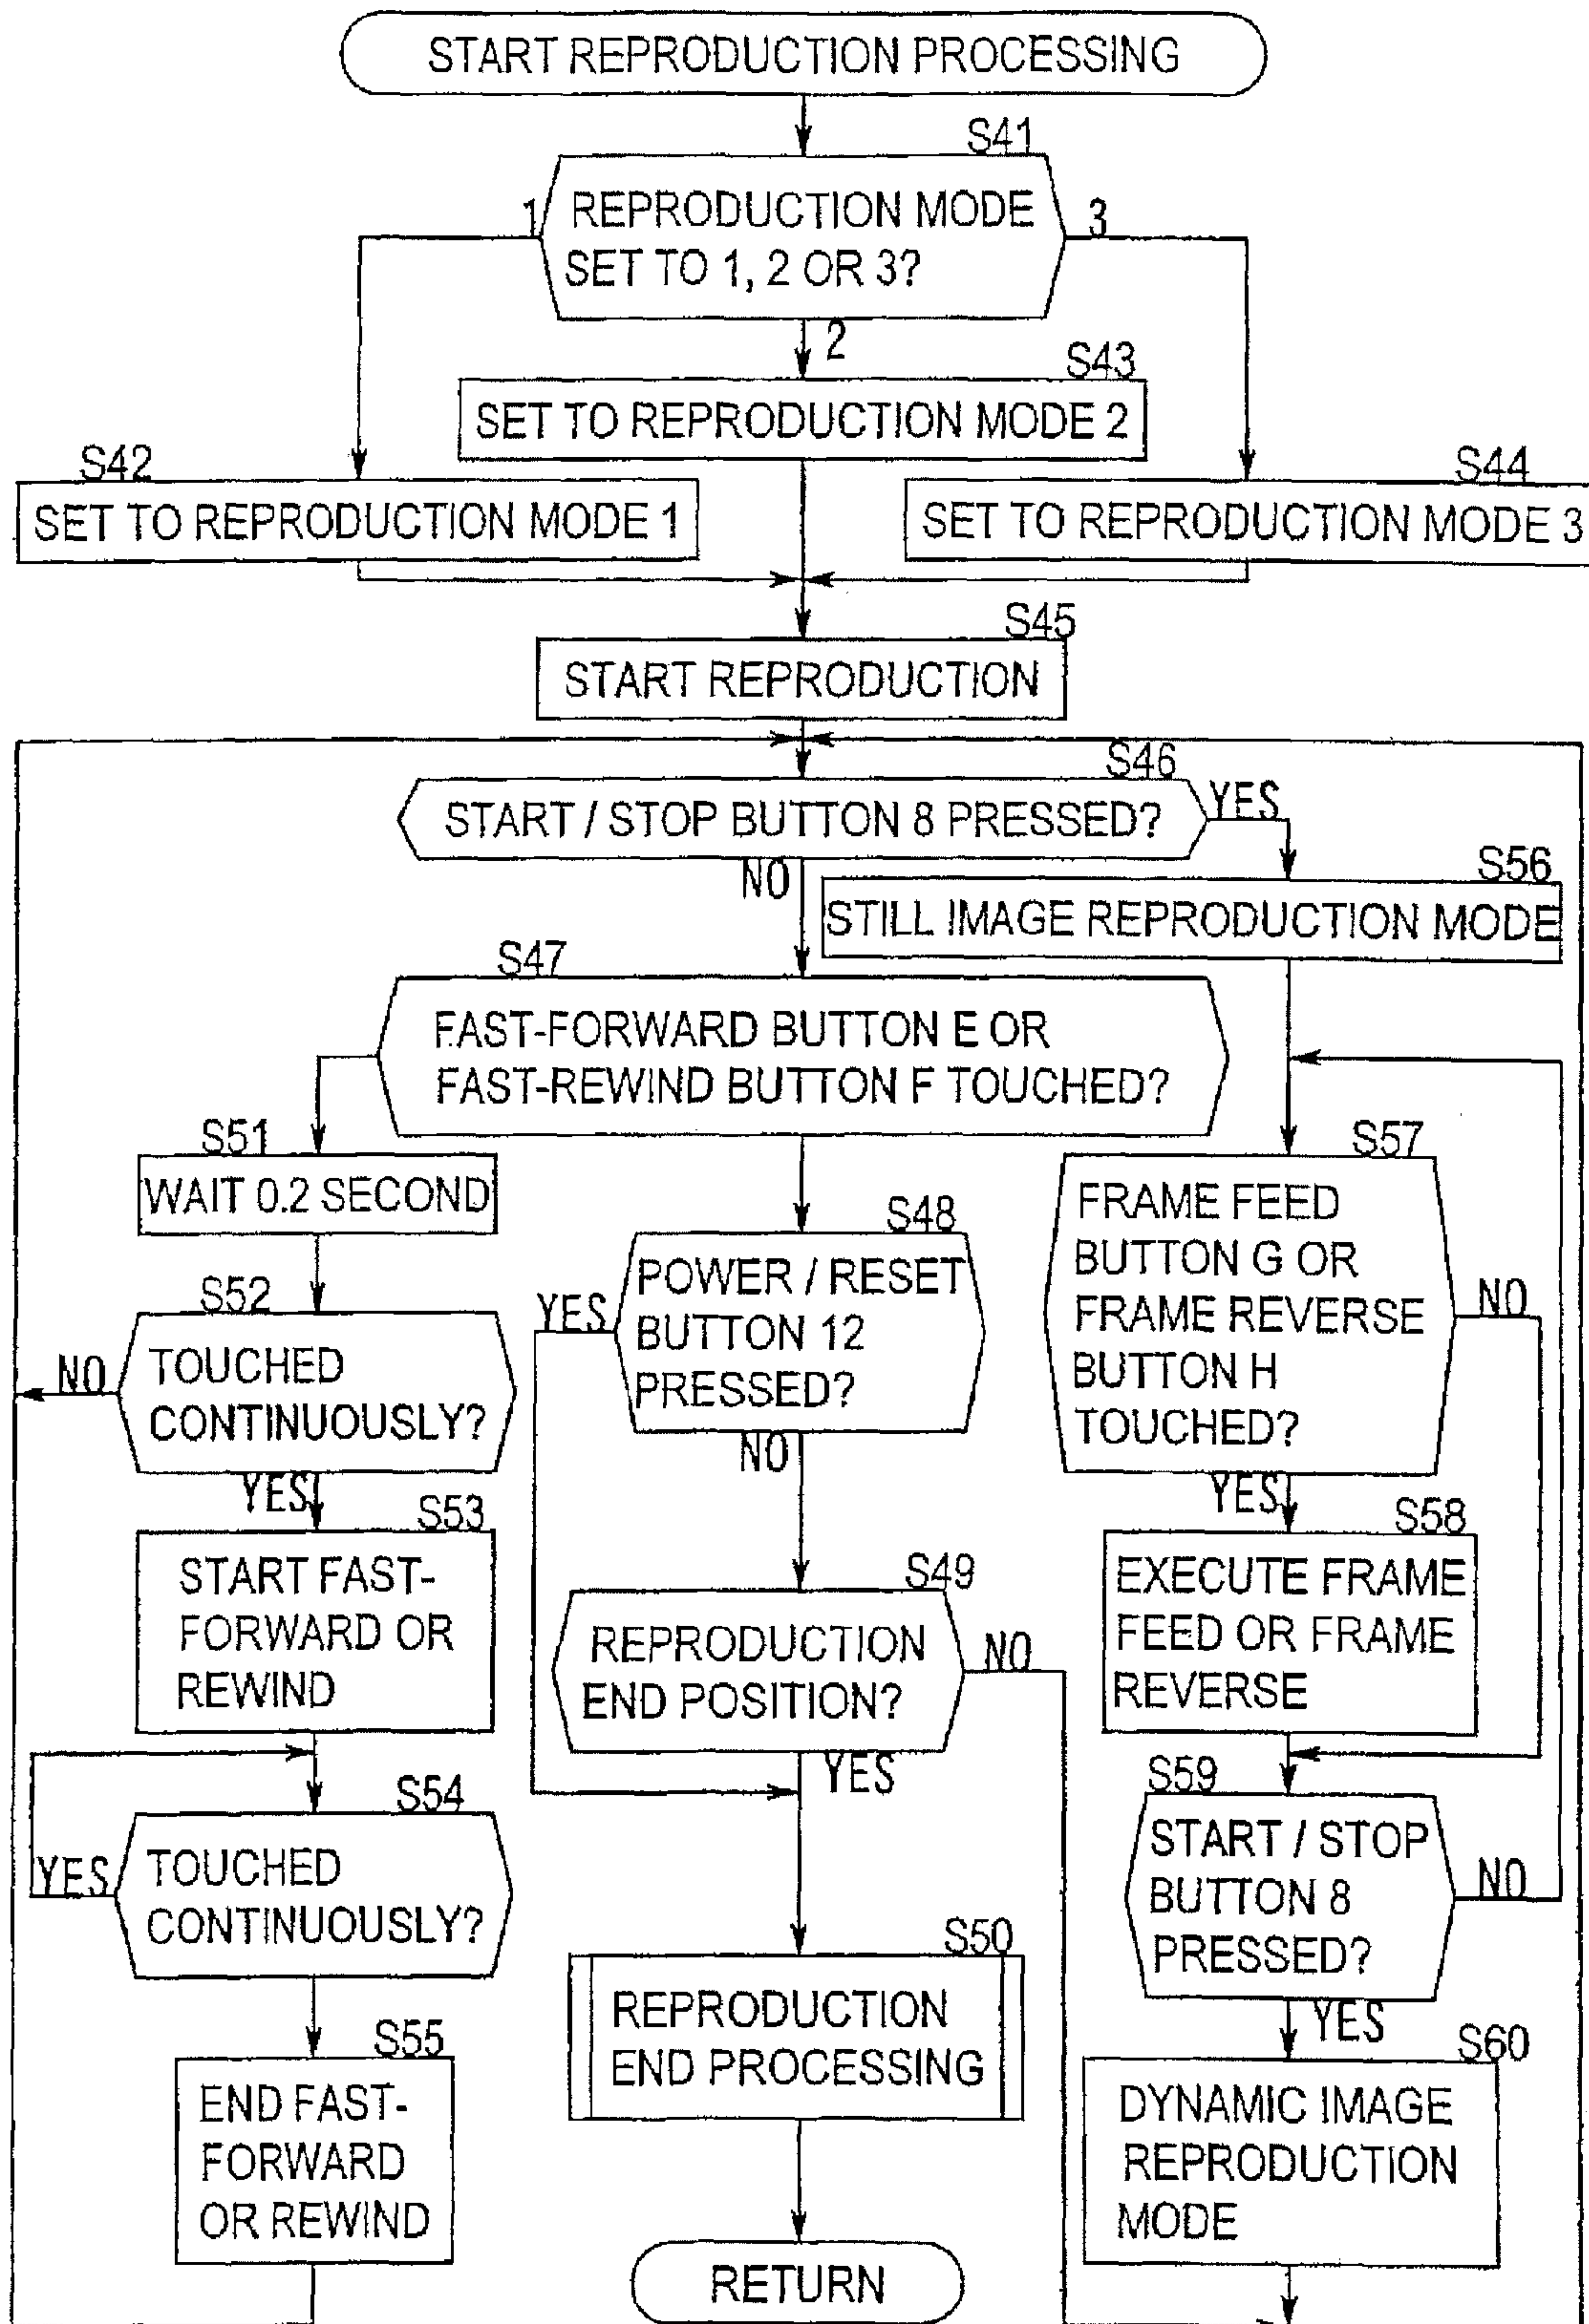 START REPRODUCTION PROCESSING
S41
REPRODUCTION MODE
SET TO 1, 2 OR 3?
1
3
2
S43
SET TO REPRODUCTION MODE 2
S42
SET TO REPRODUCTION MODE 1
S44
SET TO REPRODUCTION MODE 3
S45
START REPRODUCTION
S46
START / STOP BUTTON 8 PRESSED?
YES
NO
S56
STILL IMAGE REPRODUCTION MODE
S47
FAST-FORWARD BUTTON E OR
FAST-REWIND BUTTON F TOUCHED?
S51
WAIT 0.2 SECOND
S52
TOUCHED
CONTINUOUSLY?
NO
YES
S53
START FAST-
FORWARD OR
REWIND
S54
TOUCHED
CONTINUOUSLY?
YES
S55
END FAST-
FORWARD
OR REWIND
S48
POWER / RESET
BUTTON 12
PRESSED?
YES
NO
S49
REPRODUCTION
END POSITION?
NO
YES
S50
REPRODUCTION
END PROCESSING
RETURN
S57
FRAME FEED
BUTTON G OR
FRAME REVERSE
BUTTON H
TOUCHED?
NO
YES
S58
EXECUTE FRAME
FEED OR FRAME
REVERSE
S59
START / STOP
BUTTON 8
PRESSED?
NO
YES
S60
DYNAMIC IMAGE
REPRODUCTION
MODE